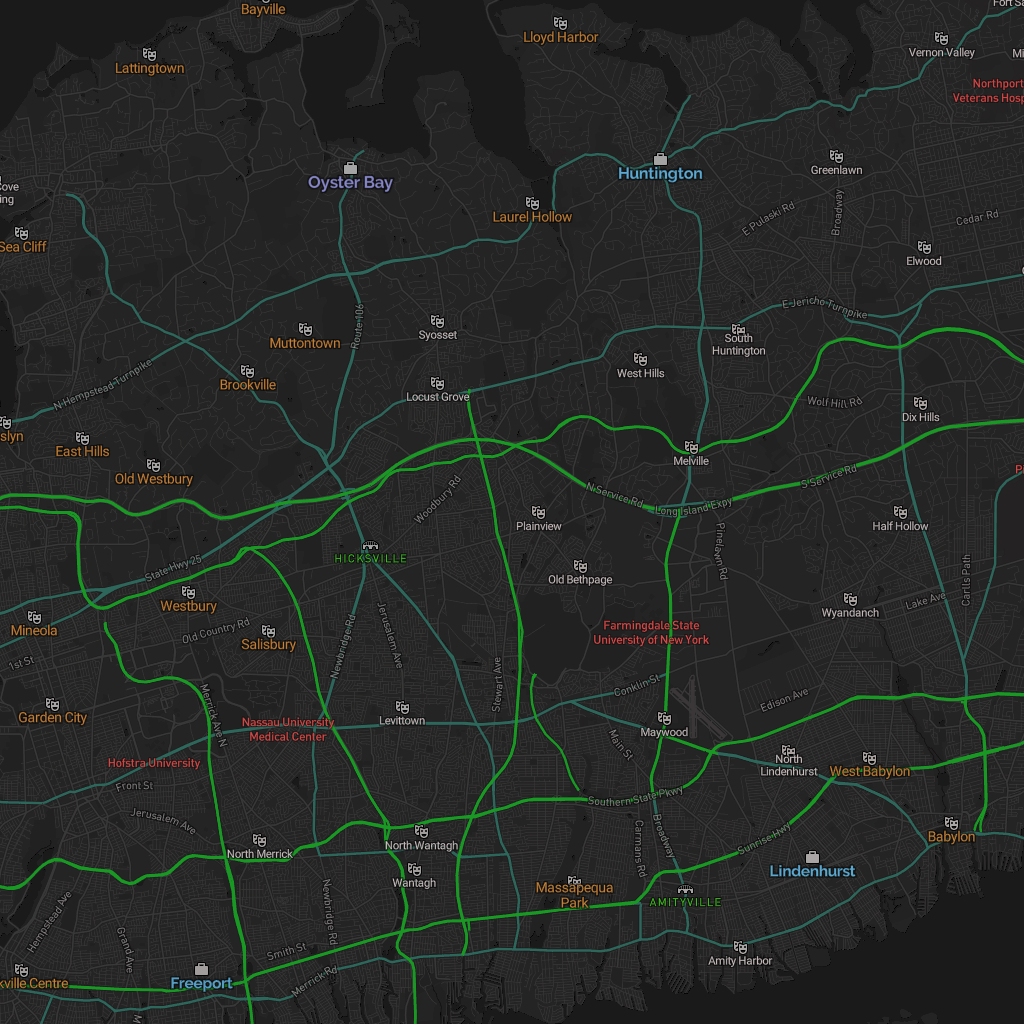 Bayville
Lloyd Harbor
Vernon Valley
Lattingtown
Northport
Veterans Hosp
Greenlawn
Oyster Bay
Huntington
Cove
ing
Laurel Hollow
E Pulaski Rd
Broadway
Cedar Rd
Sea Cliff
Elwood
E Jericho Turnpike
Route 106
Syosset
Muttontown
South
Huntington
West Hills
N Hempstead Turnpike
Brookville
Locust Grove
Wolf Hill Rd
Dix Hills
slyn
East Hills
Melville
Old Westbury
Woodbury Rd
N Service Rd
S Service Rd
Long Island Expy
Plainview
Pinelawn Rd
Half Hollow
HICKSVILLE
State Hwy 25
Old Bethpage
Carlls Path
Westbury
Wyandanch
Lake Ave
Mineola
Old Country Rd
Salisbury
Newbridge Rd
Jerusalem Ave
Farmingdale State
University of New York
1st St
Stewart Ave
Conklin St
Edison Ave
Garden City
Merrick Ave N
Nassau University
Medical Center
Levittown
Maywood
Main St
Hofstra University
North
Lindenhurst
West Babylon
Front St
Southern State Pkwy
Jerusalem Ave
North Merrick
North Wantagh
Carmans Rd
Broadway
Sunrise Hwy
Babylon
Wantagh
Lindenhurst
Massapequa
Park
AMITYVILLE
Hempstead Ave
Newbridge Rd
Grand Ave
Smith St
Amity Harbor
kville Centre
Freeport
Merrick Rd